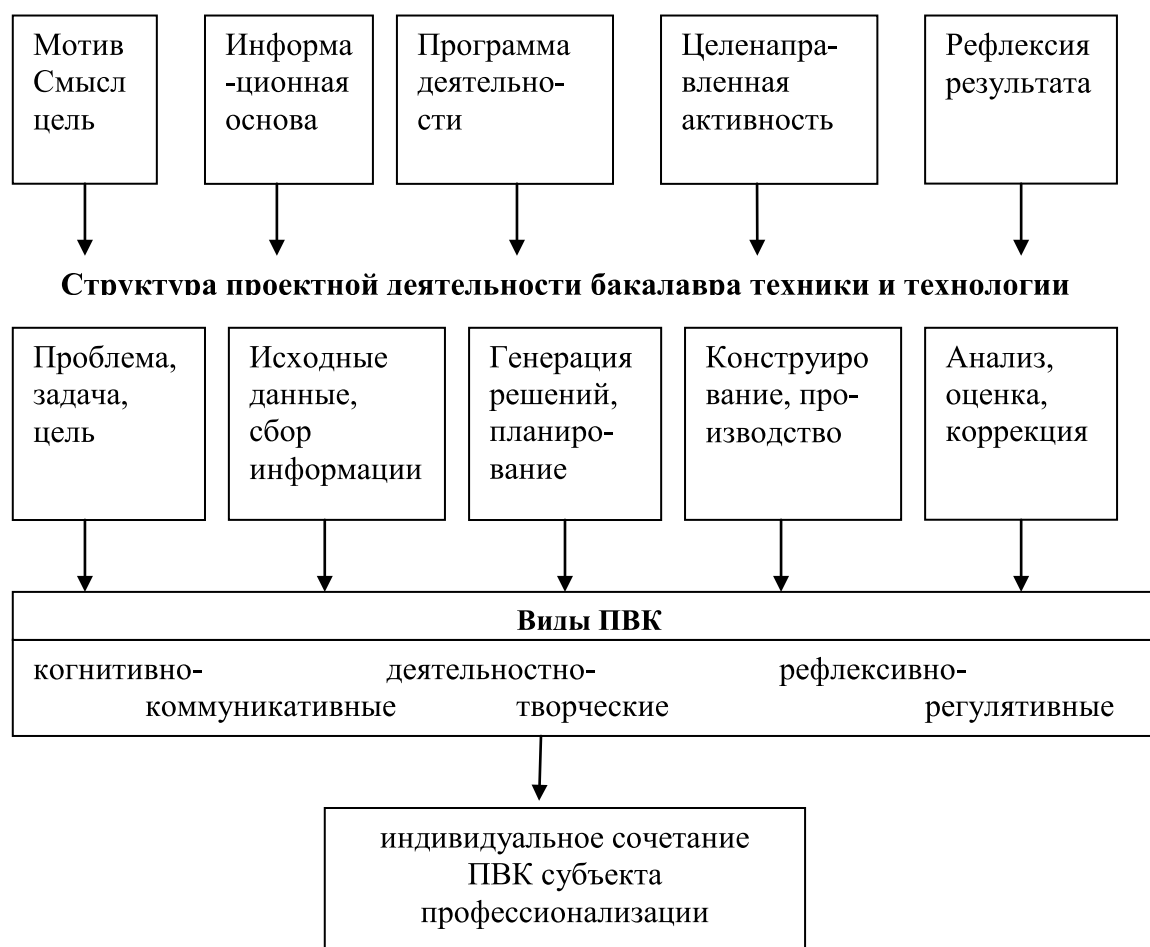 Мотив
Смысл
цель
Информа
-ционная
основа
Программа
деятельно-
сти
Целенапра-
вленная
активность
Рефлексия
результата
Структура проектной деятельности бакалавра техники и технологии
Проблема,
задача,
цель
Исходные
данные,
сбор
информации
Генерация
решений,
планиро-
вание
Конструиро
вание, про-
изводство
Анализ,
оценка,
коррекция
Виды ПВК
когнитивно- деятельностно- рефлексивно-
коммуникативные творческие регулятивные
индивидуальное сочетание
ПВК субъекта
профессионализации